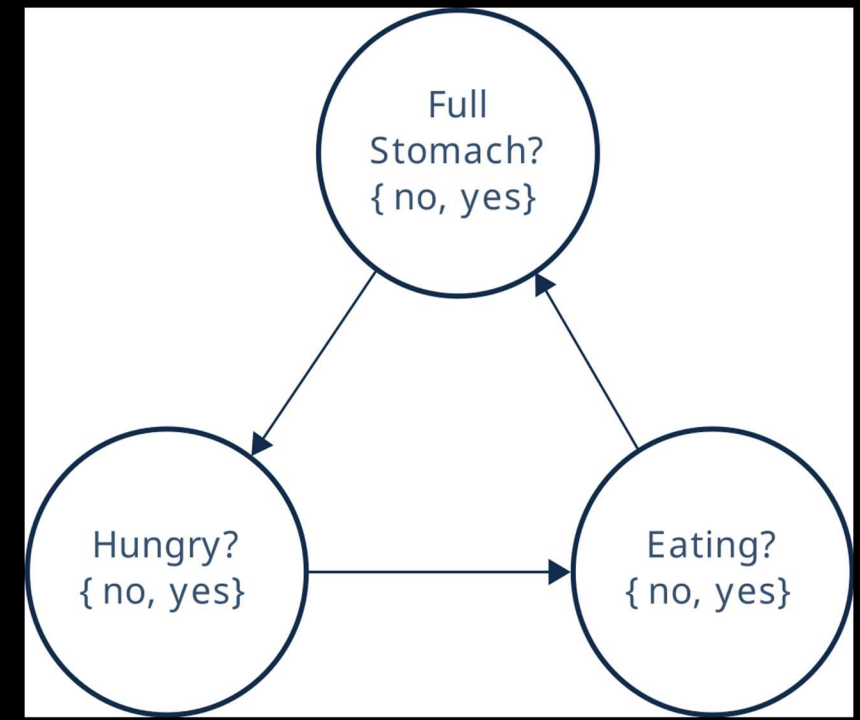 Full
Stomach?
{ no, yes}
Hungry?
{ no, yes}
Eating?
{ no, yes}